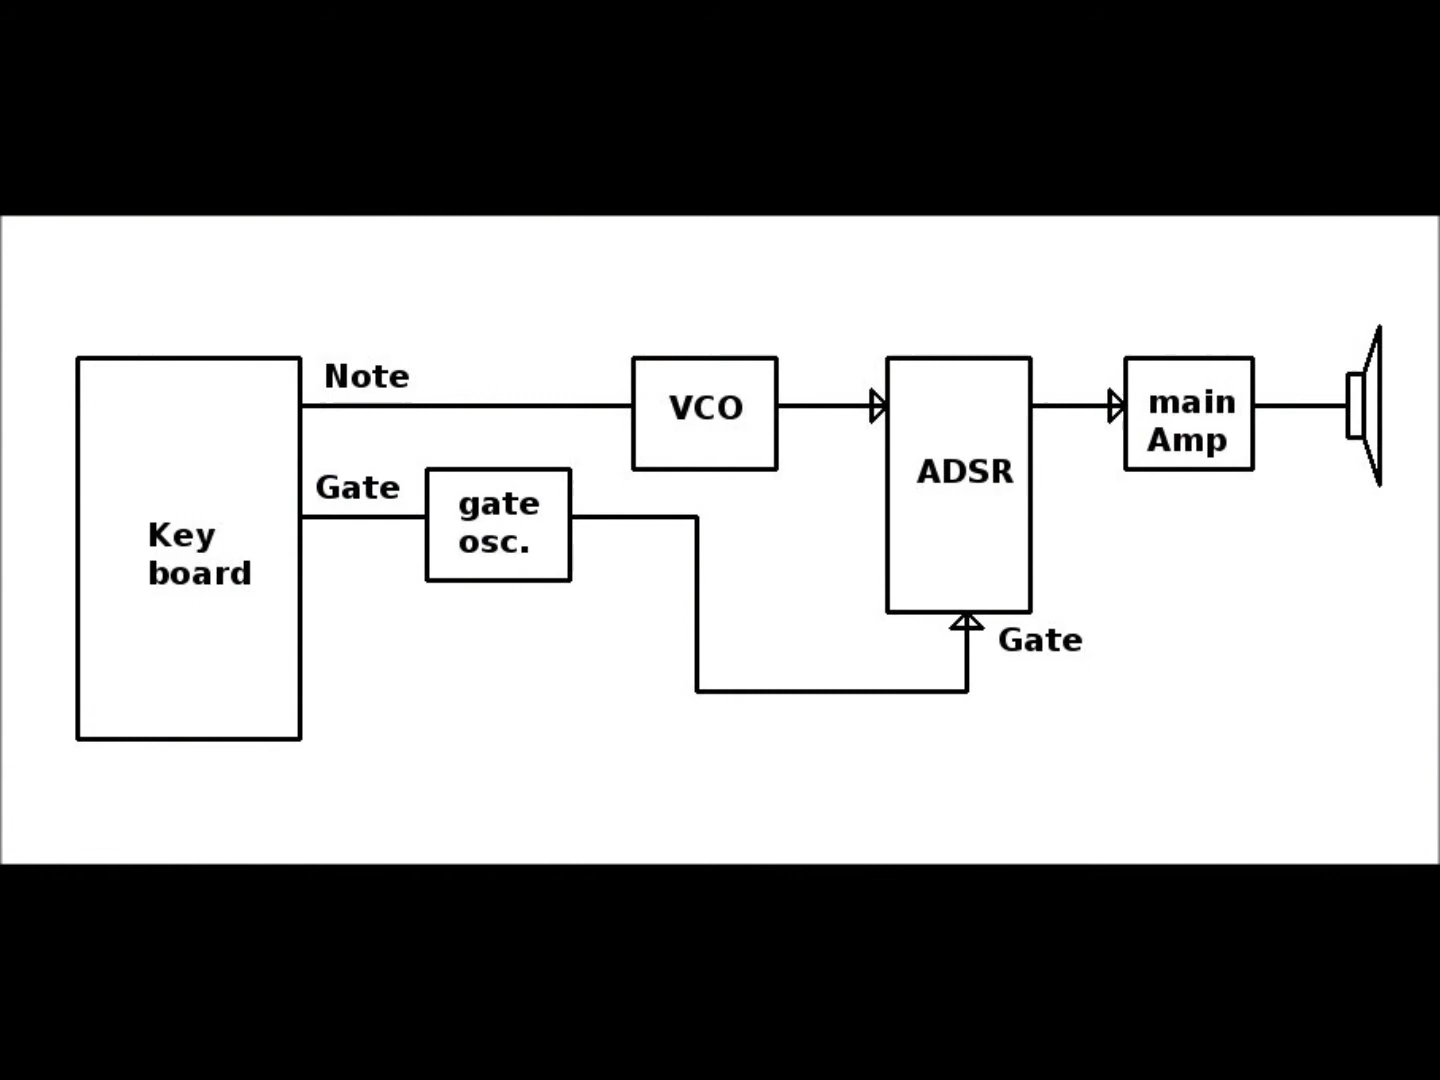 Note
VCO
main
Amp
ADSR
Gate
gate
osc.
Key
board
Gate